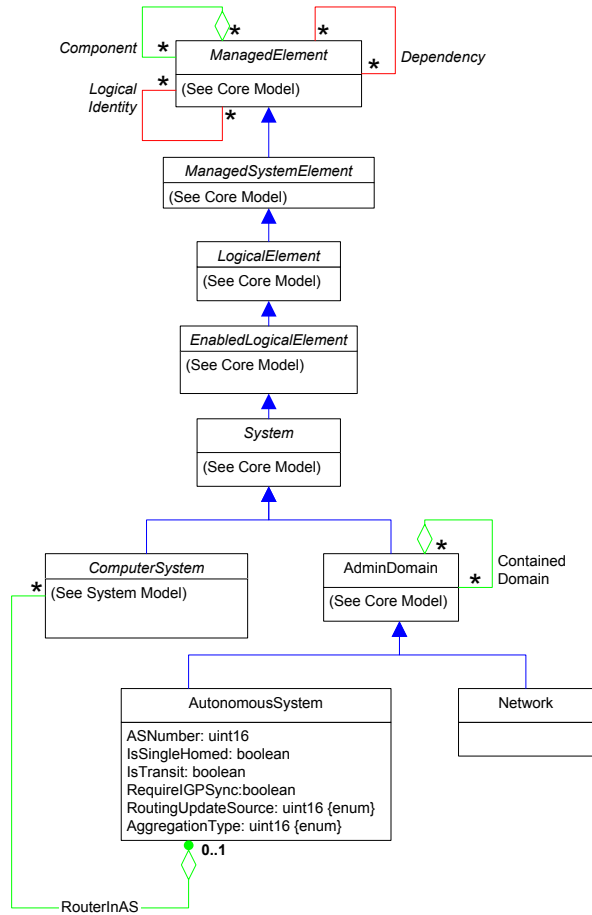 *
*
Component
ManagedElement
Dependency
*
*
*
Logical
Identity
(See Core Model)
*
ManagedSystemElement
(See Core Model)
LogicalElement
(See Core Model)
EnabledLogicalElement
(See Core Model)
System
(See Core Model)
ComputerSystem
(See System Model)
*
AdminDomain
(See Core Model)
*
*
Contained
Domain
AutonomousSystem
ASNumber: uint16
IsSingleHomed: boolean
IsTransit: boolean
RequireIGPSync:boolean
RoutingUpdateSource: uint16 {enum}
AggregationType: uint16 {enum}
Network
0..1
RouterInAS